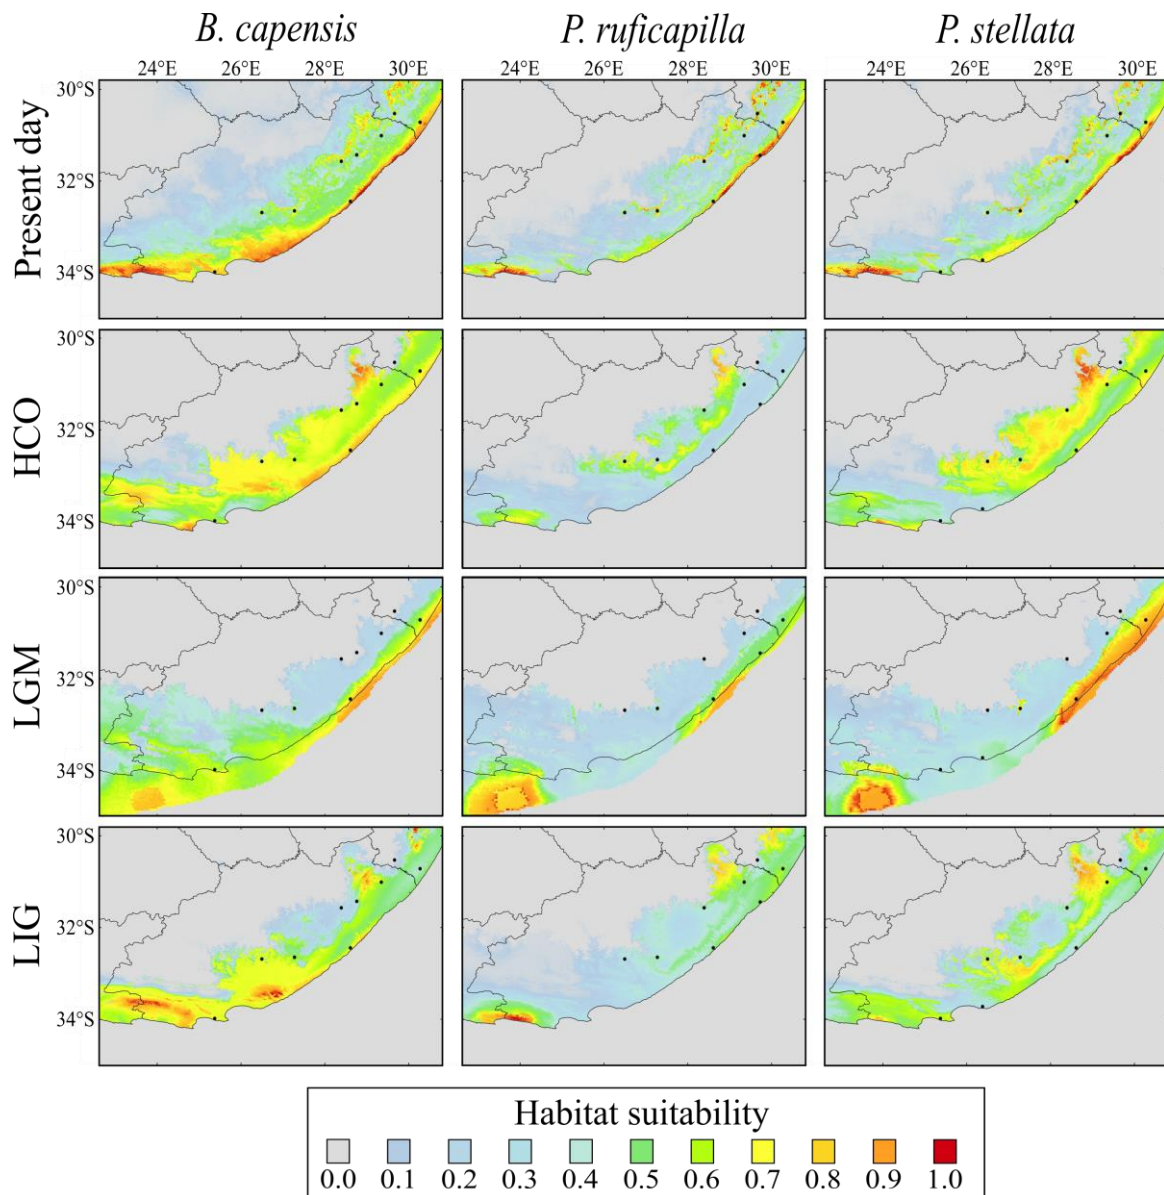 B. capensis P. ruficapilla P. stellata
24°E 26°E 28°E 30°E 24°E 26°E 28°E 30°E 24°E 26°E 28°E 30°E
Present day
30°S
32°S
34°S
HCO
30°S
32°S
34°S
LGM
30°S
32°S
34°S
LIG
30°S
32°S
34°S
Habitat suitability
0.0 0.1 0.2 0.3 0.4 0.5 0.6 0.7 0.8 0.9 1.0